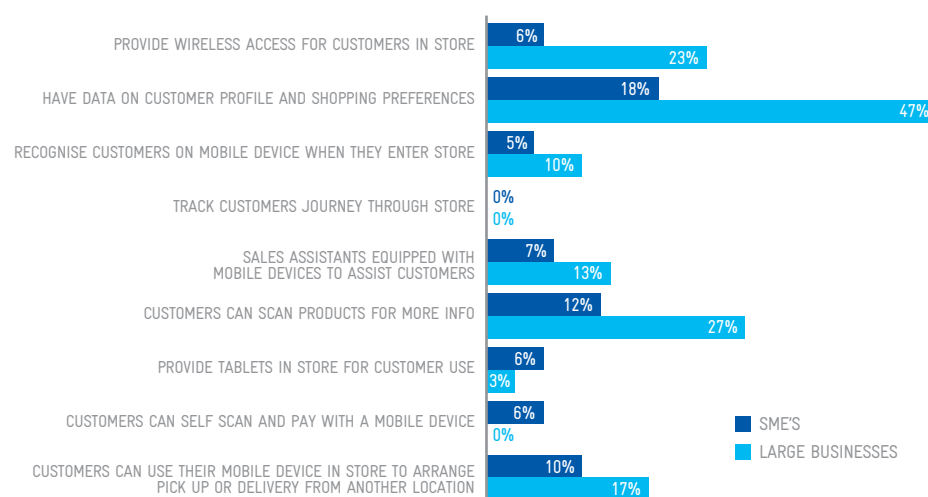 PROVIDE WIRELESS ACCESS FOR CUSTOMERS IN STORE
6%
23%
HAVE DATA ON CUSTOMER PROFILE AND SHOPPING PREFERENCES
18%
47%
RECOGNISE CUSTOMERS ON MOBILE DEVICE WHEN THEY ENTER STORE
5%
10%
TRACK CUSTOMERS JOURNEY THROUGH STORE
0%
0%
SALES ASSISTANTS EQUIPPED WITH
MOBILE DEVICES TO ASSIST CUSTOMERS
7%
13%
CUSTOMERS CAN SCAN PRODUCTS FOR MORE INFO
12%
27%
PROVIDE TABLETS IN STORE FOR CUSTOMER USE
6%
3%
CUSTOMERS CAN SELF SCAN AND PAY WITH A MOBILE DEVICE
6%
0%
CUSTOMERS CAN USE THEIR MOBILE DEVICE IN STORE TO ARRANGE
PICK UP OR DELIVERY FROM ANOTHER LOCATION
10%
17%
SME'S
LARGE BUSINESSES